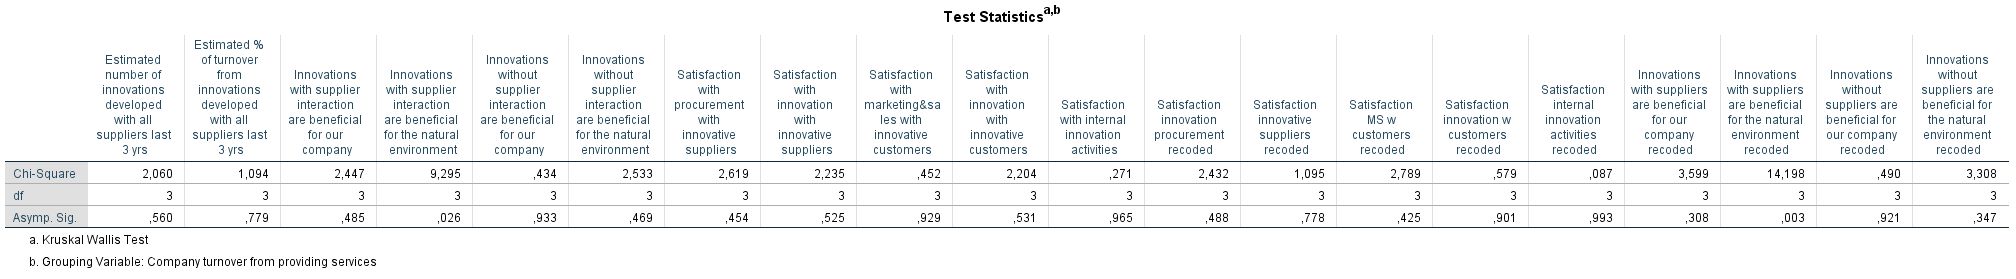 Test Statistics a,b
Estimated number of innovations developed with all suppliers last 3 yrs
Estimated % of turnover from innovations developed with all suppliers last 3 yrs
Innovations with supplier interaction are beneficial for our company
Innovations with supplier interaction are beneficial for the natural environment
Innovations without supplier interaction are beneficial for our company
Innovations without supplier interaction are beneficial for the natural environment
Satisfaction with procurement with innovative suppliers
Satisfaction with innovation with innovative suppliers
Satisfaction with marketing&sa les with innovative customers
Satisfaction with innovation with innovative customers
Satisfaction with internal innovation activities
Satisfaction innovation procurement recoded
Satisfaction innovative suppliers recoded
Satisfaction MS w customers recoded
Satisfaction innovation w customers recoded
Satisfaction internal innovation activities recoded
Innovations with suppliers are beneficial for our company recoded
Innovations with suppliers are beneficial for the natural environment recoded
Innovations without suppliers are beneficial for our company recoded
Innovations without suppliers are beneficial for the natural environment recoded
Chi-Square 2,060 1,094 2,447 9,295 ,434 2,533 2,619 2,235 ,452 2,204 ,271 2,432 1,095 2,789 ,579 ,087 3,599 14,198 ,490 3,308
df 3 3 3 3 3 3 3 3 3 3 3 3 3 3 3 3 3 3 3 3
Asymp. Sig. ,560 ,779 ,485 ,026 ,933 ,469 ,454 ,525 ,929 ,531 ,965 ,488 ,778 ,425 ,901 ,993 ,308 ,003 ,921 ,347
a. Kruskal Wallis Test
b. Grouping Variable: Company turnover from providing services